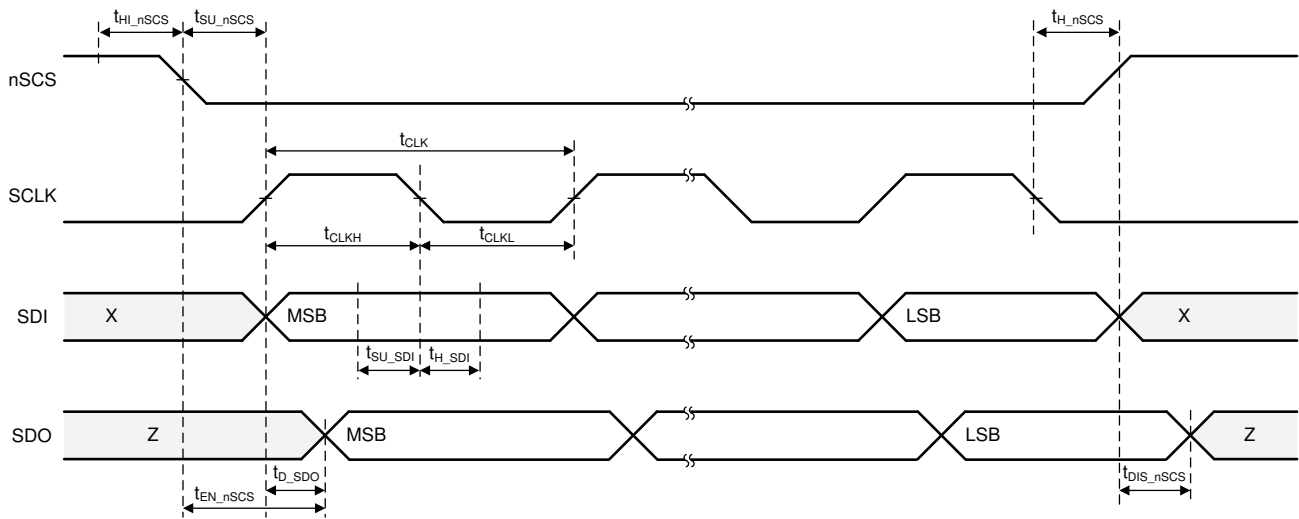 tHI_nSCS tSU_nSCS tH_nSCS
nSCS
tCLK
SCLK
tCLKH tCLKL
SDI X MSB LSB X
tSU_SDI tH_SDI
SDO Z MSB LSB Z
tD_SDO tDIS_nSCS
tEN_nSCS